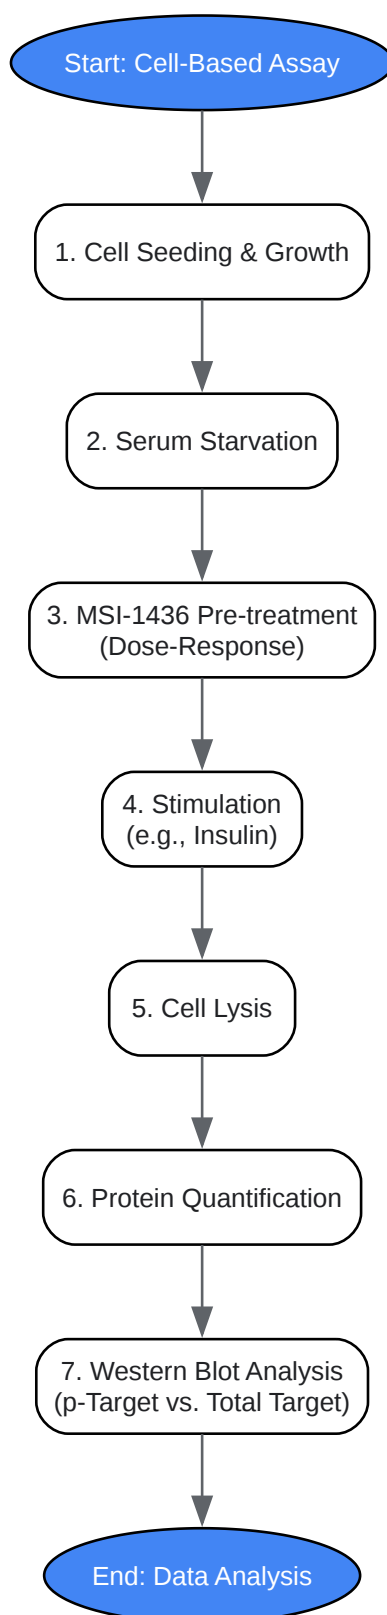 Start: Cell-Based Assay
1. Cell Seeding & Growth
2. Serum Starvation
3. MSI-1436 Pre-treatment
(Dose-Response)
4. Stimulation
(e.g., Insulin)
5. Cell Lysis
6. Protein Quantification
7. Western Blot Analysis
(p-Target vs. Total Target)
End: Data Analysis